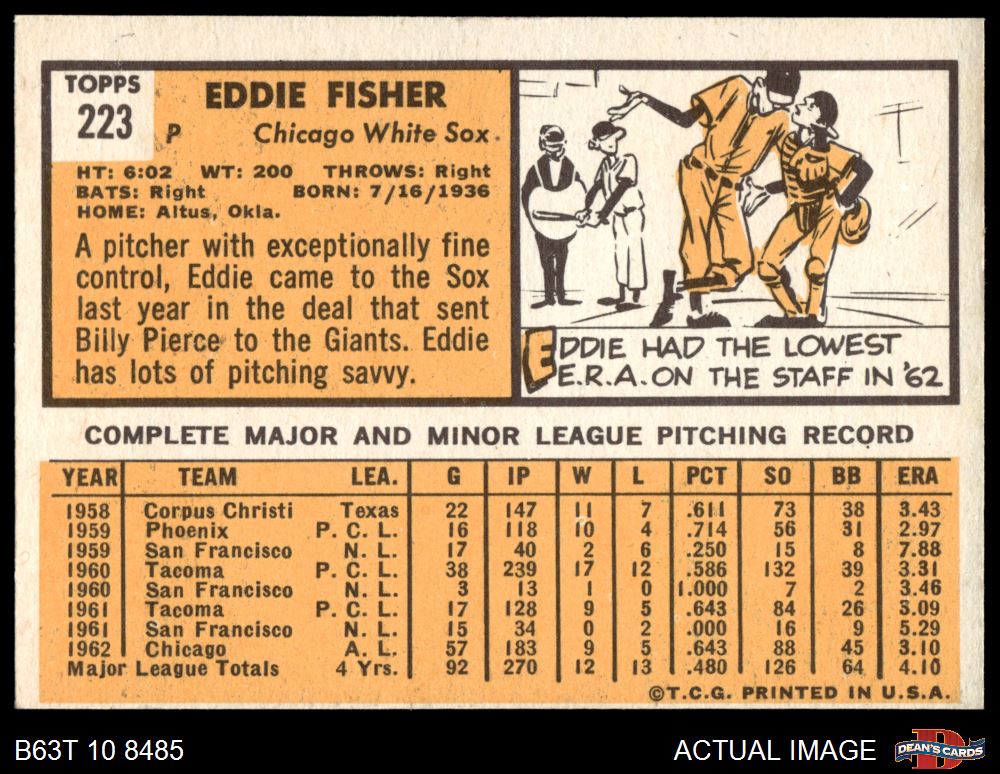 TOPPS
223
EDDIE FISHER
P Chicago White Sox.
HT: 6:02 WT: 200 THROWS: Right
BATS: Right BORN: 7/16/1936
HOME: Altus, Okla.
A pitcher with exceptionally fine
control, Eddie came to the Sox
last year in the deal that sent
Billy Pierce to the Giants. Eddie
has lots of pitching savvy.
EDDIE HAD THE LOWEST
E.R.A. ON THE STAFF IN '62
COMPLETE MAJOR AND MINOR LEAGUE PITCHING RECORD
YEAR TEAM LEA. G IP W L PCT SO BB ERA
1958 Corpus Christi Texas 22 147 11 7 .611 73 38 3.43
1959 Phoenix P. C. L. 16 118 10 4 .714 56 31 2.97
1959 San Francisco N. L. 17 40 2 6 .250 15 8 7.88
1960 Tacoma P. C. L. 38 239 17 12 .586 132 39 3.31
1960 San Francisco N. L. 3 13 1 0 1.000 7 2 3.46
1961 Tacoma P. C. L. 17 128 9 5 .643 84 26 3.09
1961 San Francisco N. L. 15 34 0 2 .000 16 9 5.29
1962 Chicago A. L. 57 183 9 5 .643 88 45 3.10
Major League Totals 4 Yrs. 92 270 12 13 .480 126 64 4.10
©T.C.G. PRINTED IN U.S.A.
B63T 10 8485
ACTUAL IMAGE
D
DEAN'S CARDS